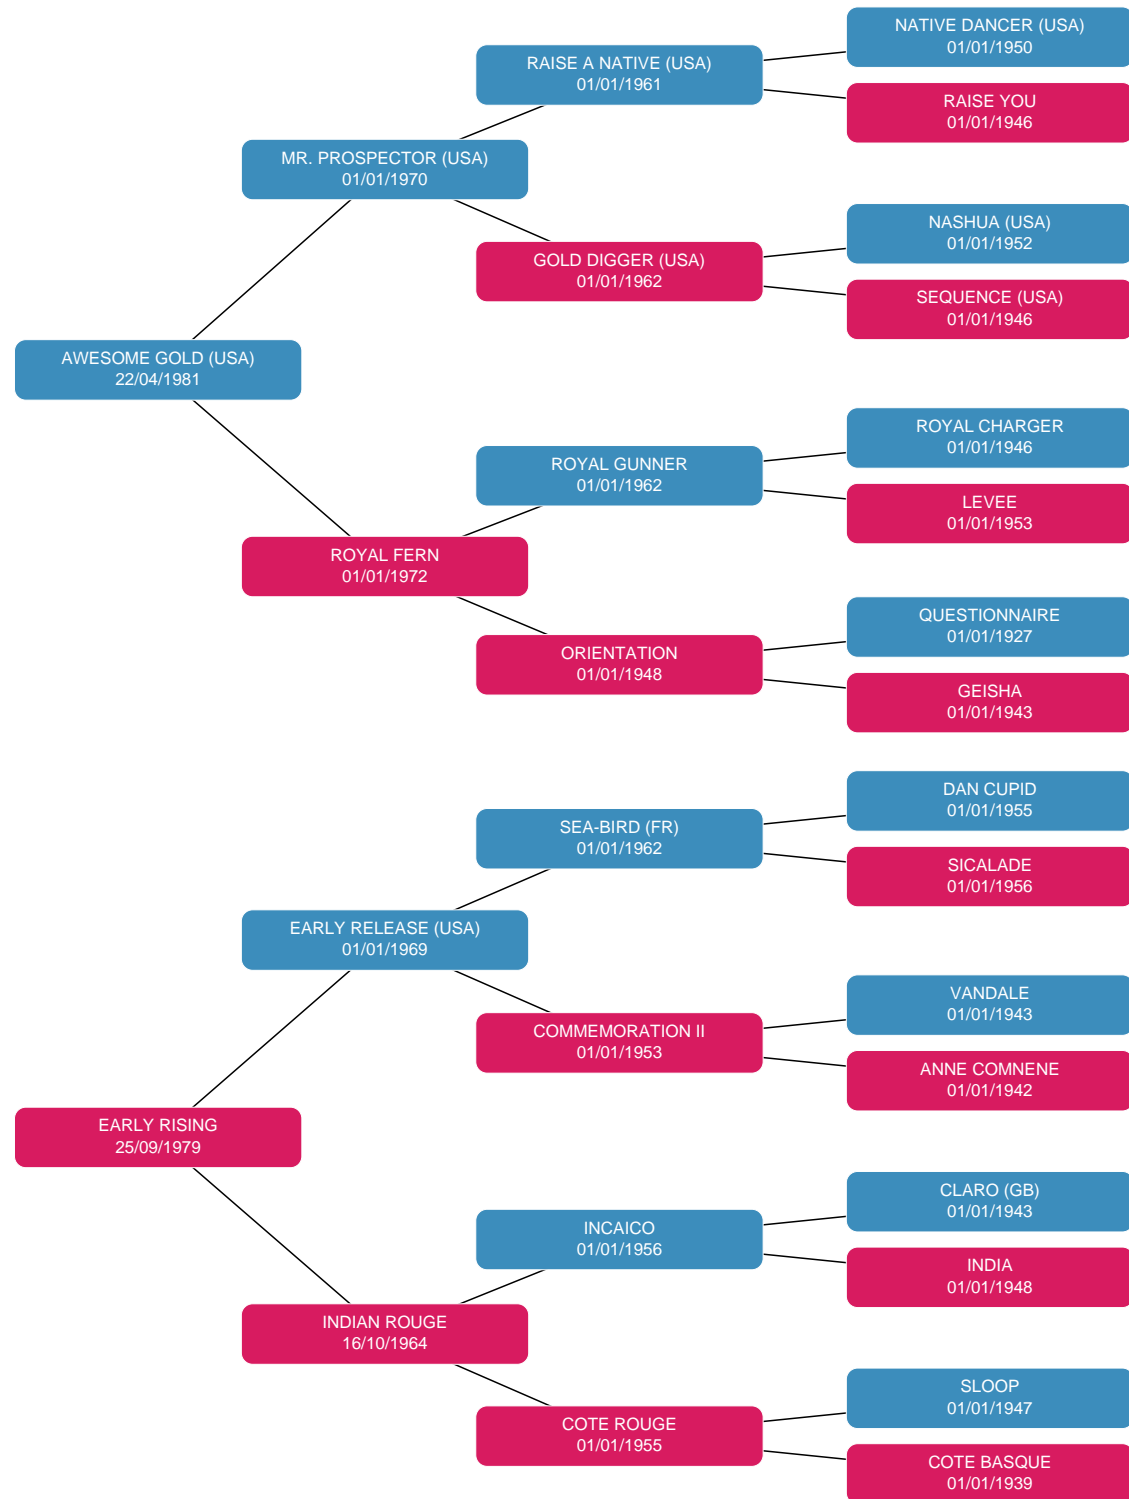 NATIVE DANCER (USA)
01/01/1950
RAISE A NATIVE (USA)
01/01/1961
RAISE YOU
01/01/1946
MR. PROSPECTOR (USA)
01/01/1970
NASHUA (USA)
01/01/1952
GOLD DIGGER (USA)
01/01/1962
SEQUENCE (USA)
01/01/1946
AWESOME GOLD (USA)
22/04/1981
ROYAL CHARGER
01/01/1946
ROYAL GUNNER
01/01/1962
LEVEE
01/01/1953
ROYAL FERN
01/01/1972
QUESTIONNAIRE
01/01/1927
ORIENTATION
01/01/1948
GEISHA
01/01/1943
DAN CUPID
01/01/1955
SEA-BIRD (FR)
01/01/1962
SICALADE
01/01/1956
EARLY RELEASE (USA)
01/01/1969
VANDALE
01/01/1943
COMMEMORATION II
01/01/1953
ANNE COMNENE
01/01/1942
EARLY RISING
25/09/1979
CLARO (GB)
01/01/1943
INCAICO
01/01/1956
INDIA
01/01/1948
INDIAN ROUGE
16/10/1964
SLOOP
01/01/1947
COTE ROUGE
01/01/1955
COTE BASQUE
01/01/1939